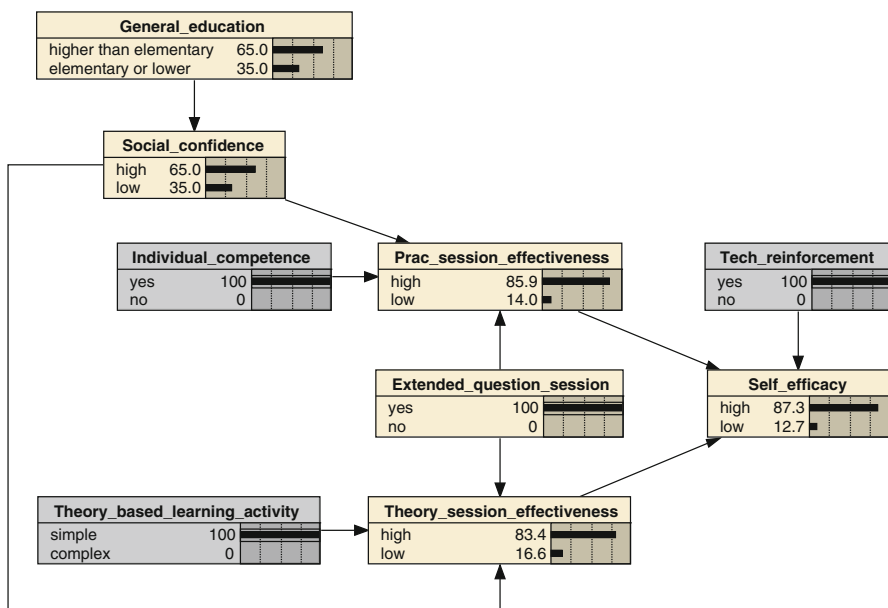 General_education
higher than elementary 65.0
elementary or lower 35.0
Social_confidence
high 65.0
low 35.0
Individual_competence
yes 100
no 0
Prac_session_effectiveness
high 85.9
low 14.0
Tech_reinforcement
yes 100
no 0
Extended_question_session
yes 100
no 0
Self_efficacy
high 87.3
low 12.7
Theory_based_learning_activity
simple 100
complex 0
Theory_session_effectiveness
high 83.4
low 16.6